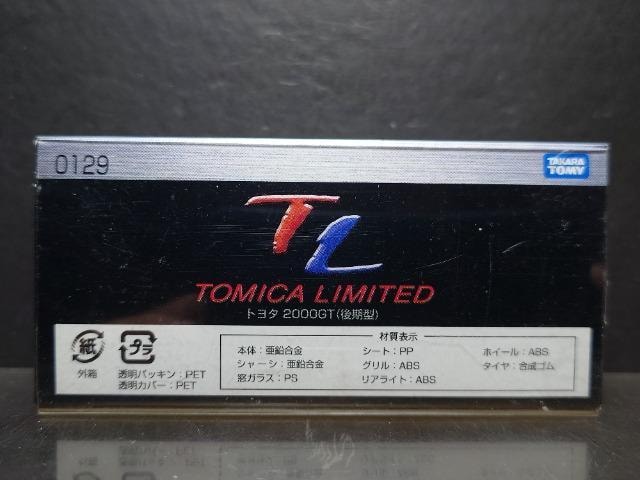 0129
TAKARA
TOMY
TL
TOMICA LIMITED
トヨタ 2000GT(後期型)
紙
プラ
外箱
透明パッキン:PET
透明カバー:PET
材質表示
本体:亜鉛合金
シャーシ:亜鉛合金
窓ガラス:PS
シート:PP
グリル:ABS
リアライト:ABS
ホイール:ABS
タイヤ:合成ゴム